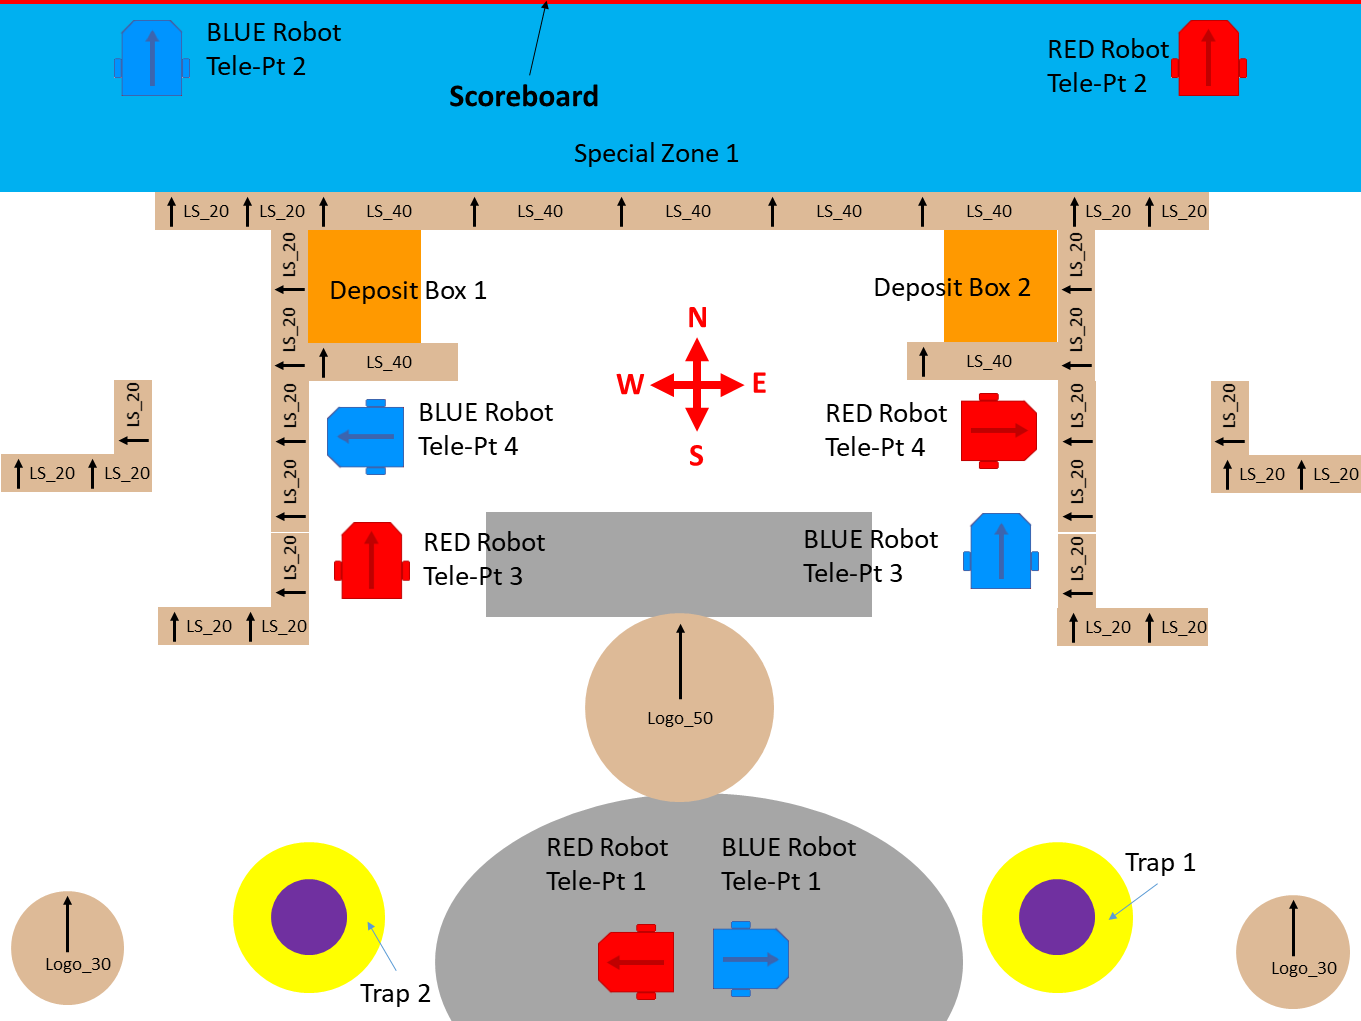 BLUE Robot
Tele-Pt 2
RED Robot
Tele-Pt 2
Scoreboard
Special Zone 1
LS_20
LS_20
LS_40
LS_40
LS_40
LS_40
LS_40
LS_20
LS_20
LS_20
LS_20
Deposit Box 1
Deposit Box 2
N
LS_20
LS_20
LS_40
LS_40
W
E
S
LS_20
LS_20
LS_20
LS_20
BLUE Robot
Tele-Pt 4
RED Robot
Tele-Pt 4
LS_20
LS_20
LS_20
LS_20
LS_20
LS_20
RED Robot
Tele-Pt 3
BLUE Robot
Tele-Pt 3
LS_20
LS_20
LS_20
LS_20
LS_20
LS_20
Logo_50
RED Robot
Tele-Pt 1
BLUE Robot
Tele-Pt 1
Trap 1
Logo_30
Logo_30
Trap 2